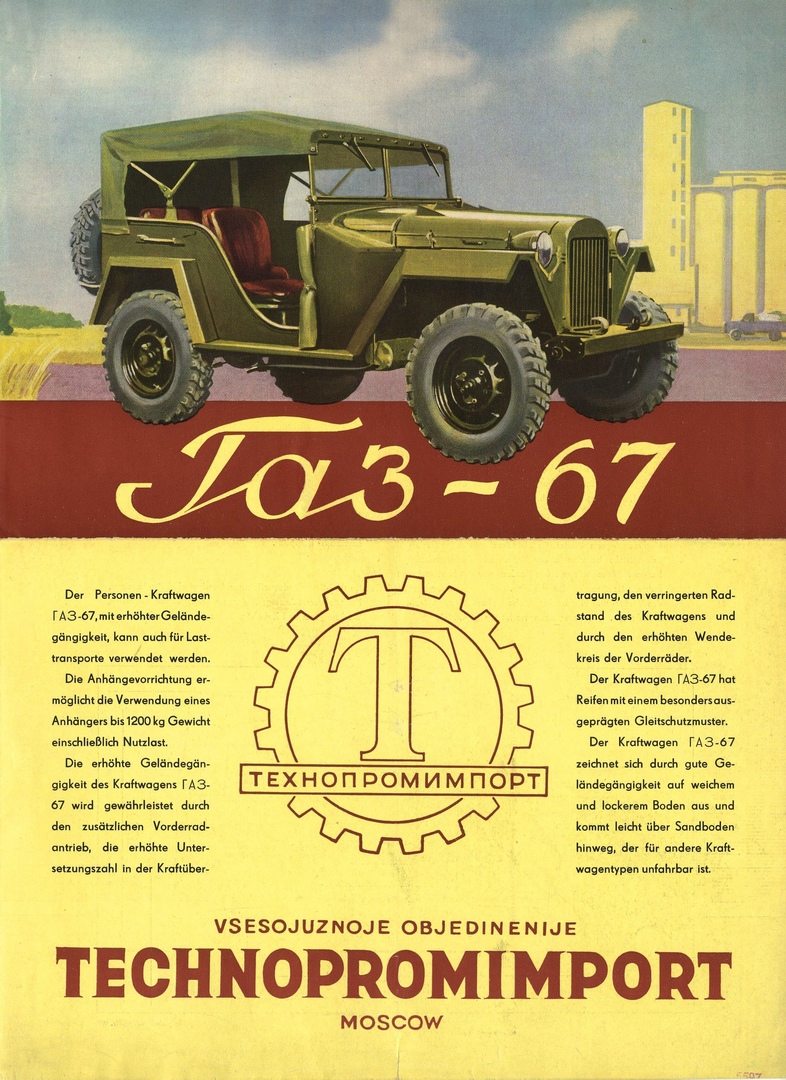 Газ-67
Der Personen-Kraftwagen
ГАЗ-67, mit erhöhter Gelände-
gängigkeit, kann auch für Last-
transporte verwendet werden.
Die Anhängevorrichtung er-
möglicht die Verwendung eines
Anhängers bis 1200 kg Gewicht
einschließlich Nutzlast.
Die erhöhte Geländegän-
gigkeit des Kraftwagens ГАЗ-
67 wird gewährleistet durch
den zusätzlichen Vorderrad-
antrieb, die erhöhte Unter-
setzungszahl in der Kraftüber-
tragung, den verringerten Rad-
stand des Kraftwagens und
durch den erhöhten Wende-
kreis der Vorderräder.
Der Kraftwagen ГАЗ-67 hat
Reifen mit einem besonders aus-
geprägten Gleitschutzmuster.
Der Kraftwagen ГАЗ-67
zeichnet sich durch gute Ge-
ländegängigkeit auf weichem
und lockerem Boden aus und
kommt leicht über Sandboden
hinweg, der für andere Kraft-
wagentypen unfahrbar ist.
Т
ТЕХНОПРОМИМПОРТ
VSESOJUZNOJE OBJEDINENIJE
TECHNOPROMIMPORT
MOSCOW